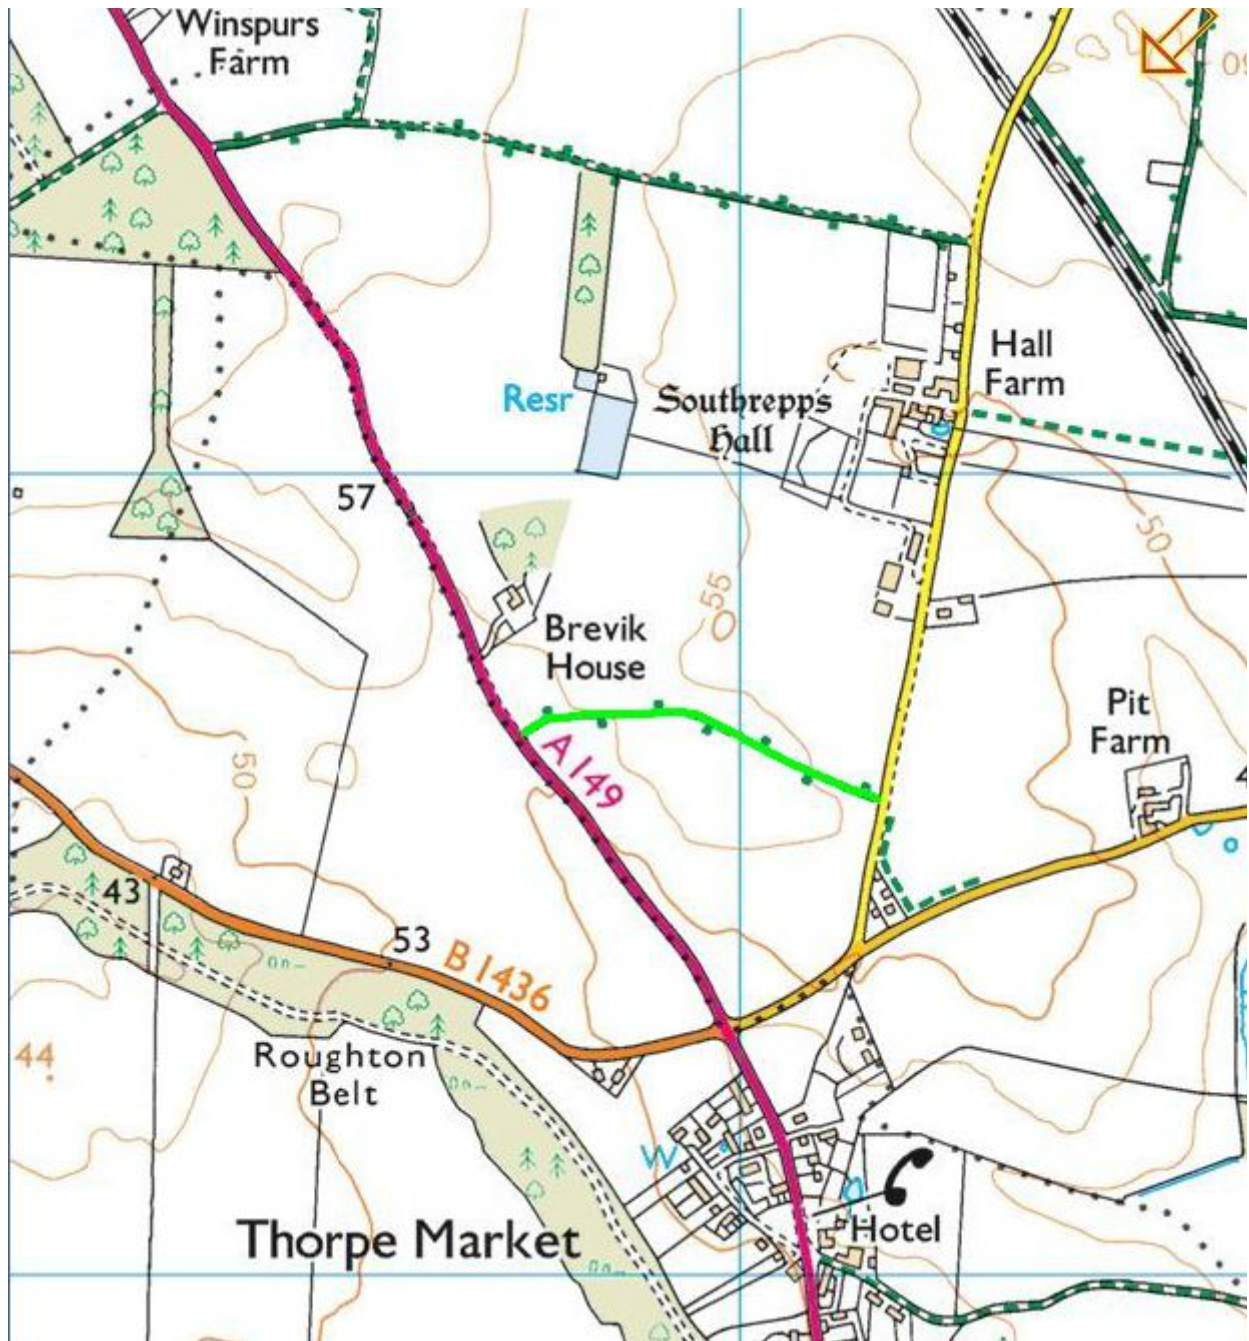 Winspurs
Farm
Hall
Farm
Resr
Southrepps
Hall
57
50
55
Brevik
House
Pit
Farm
A149
50
43
53
B1436
44
Roughton
Belt
W
Thorpe Market
Hotel